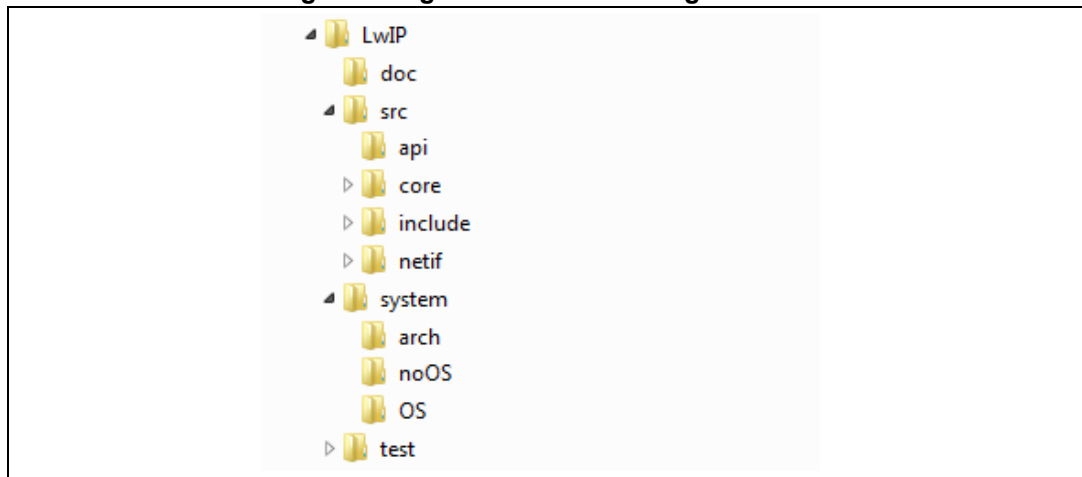 LwIP
doc
src
api
core
include
netif
system
arch
noOS
OS
test